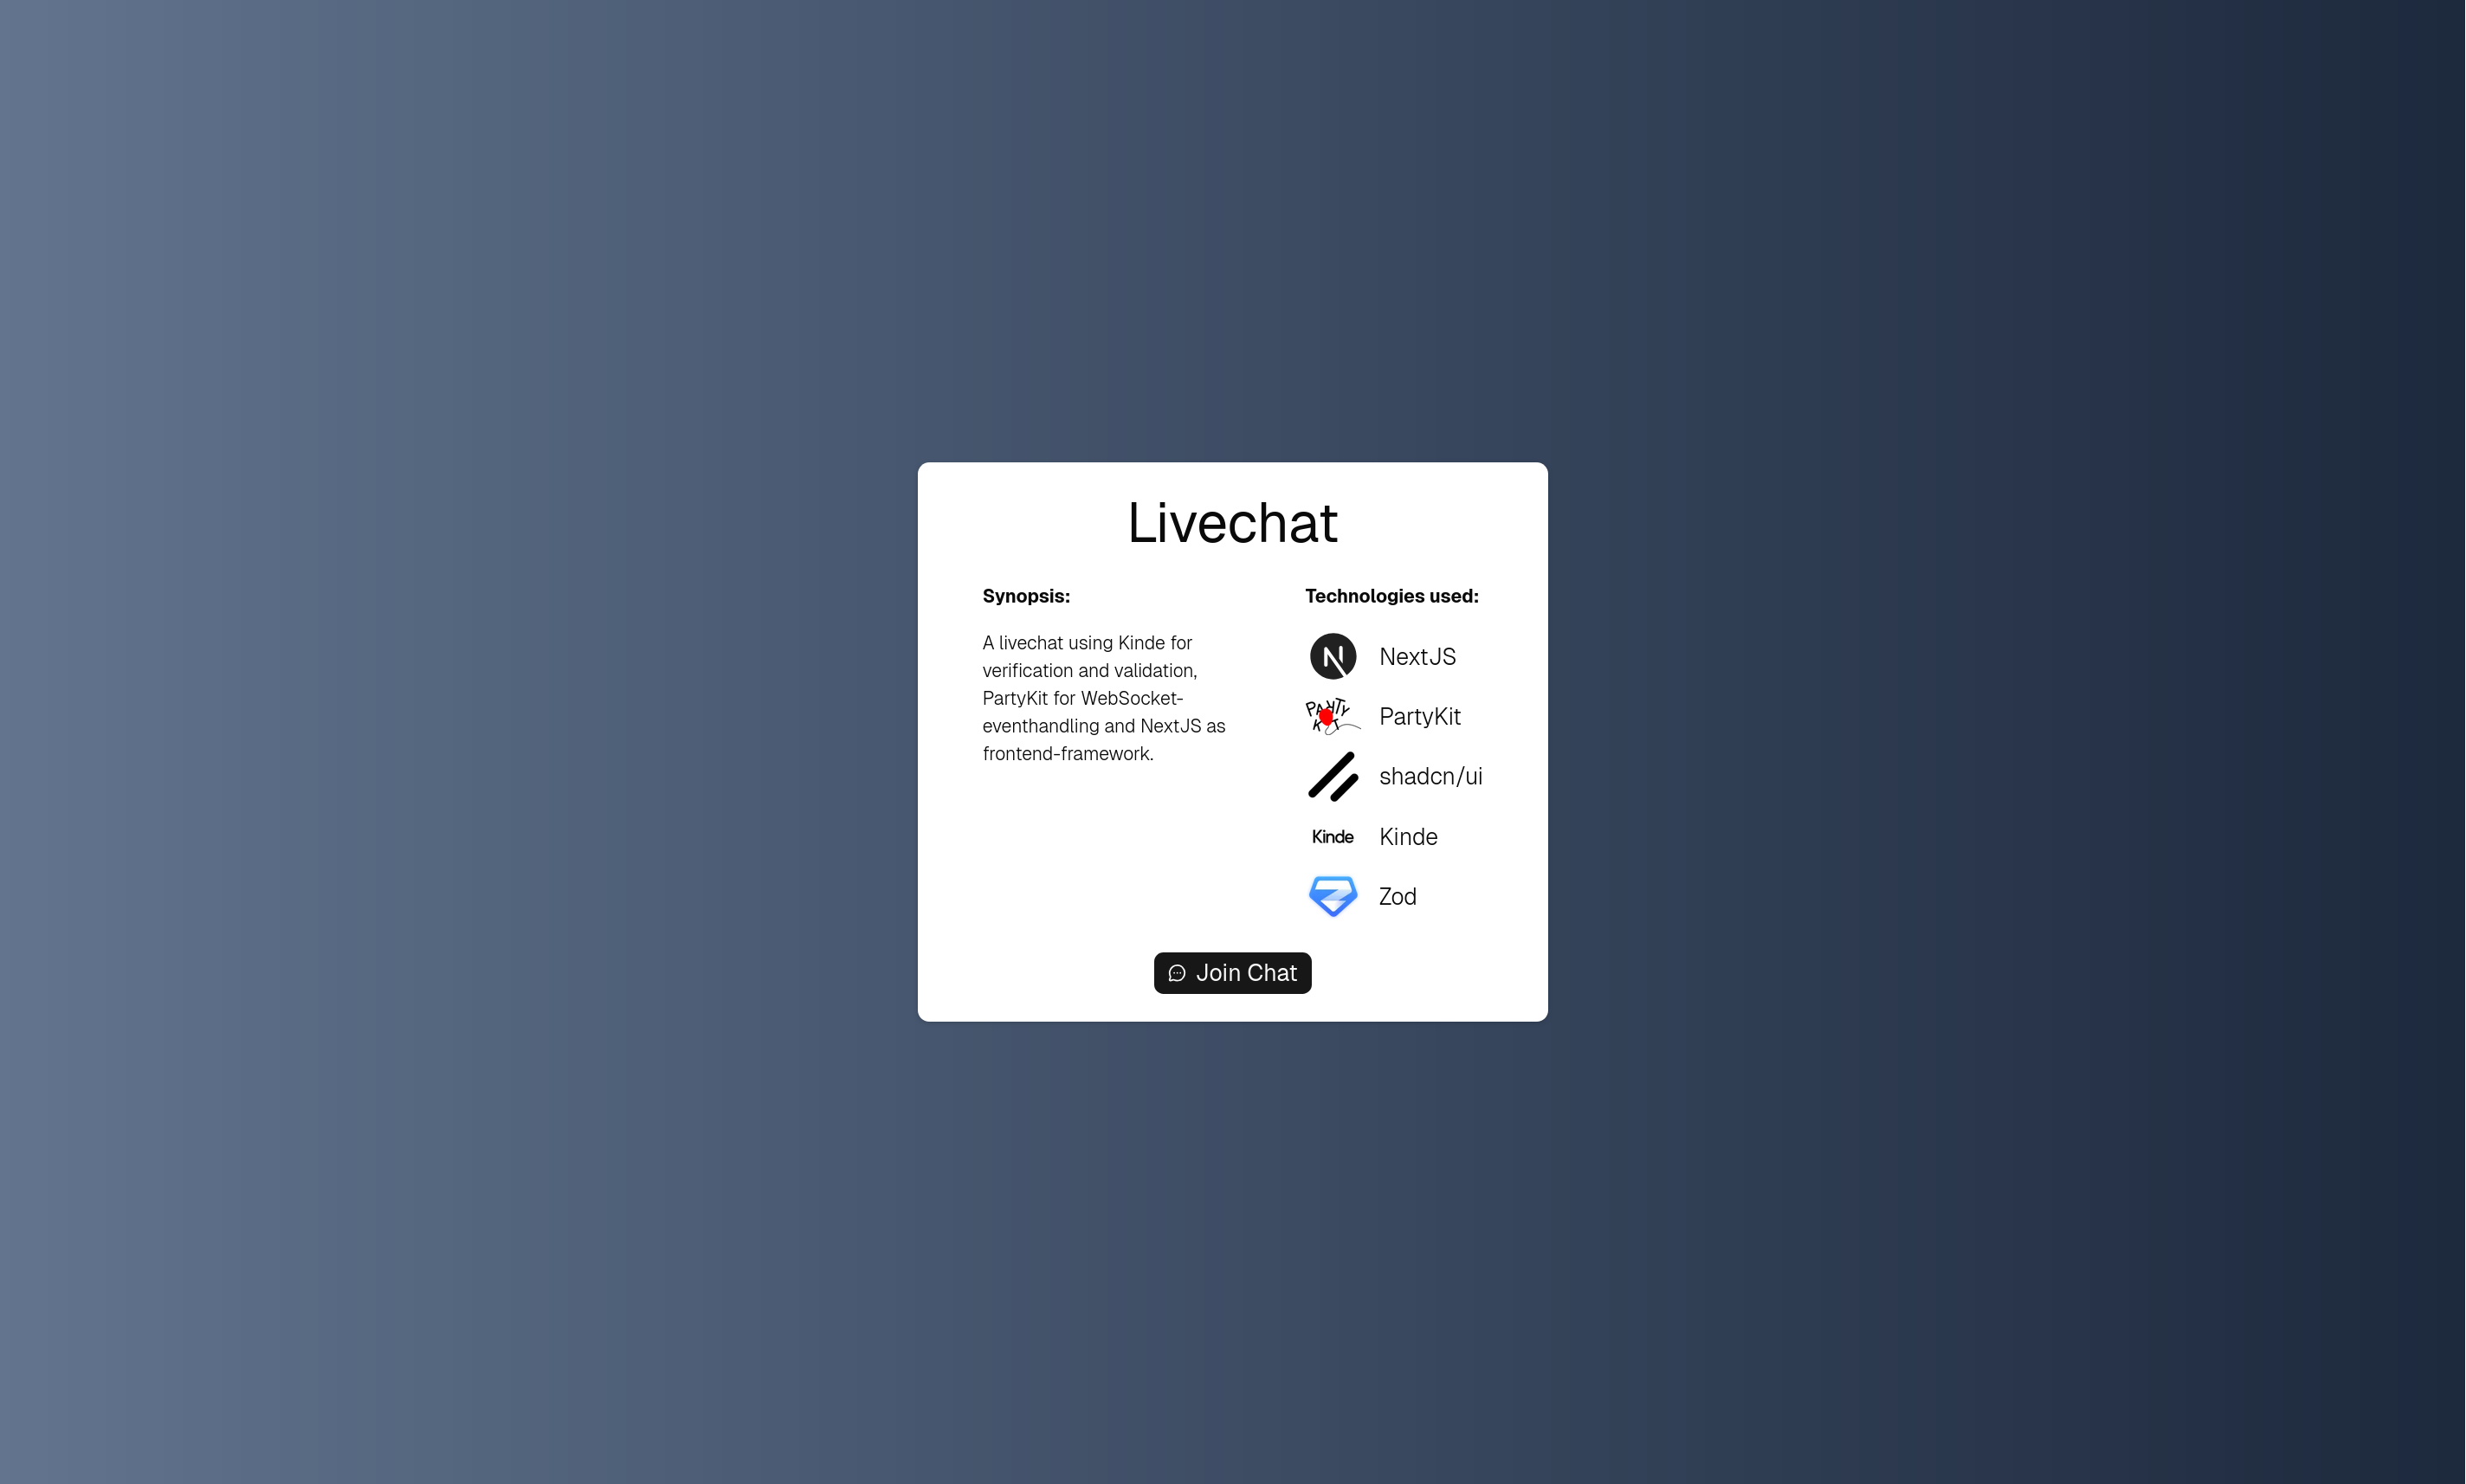 Livechat
Synopsis:
A livechat using Kinde for
verification and validation,
PartyKit for WebSocket-
eventhandling and NextJS as
frontend-framework.
Technologies used:
N NextJS
PARTY
KIT
PartyKit
shadcn/ui
Kinde Kinde
Zod
Join Chat